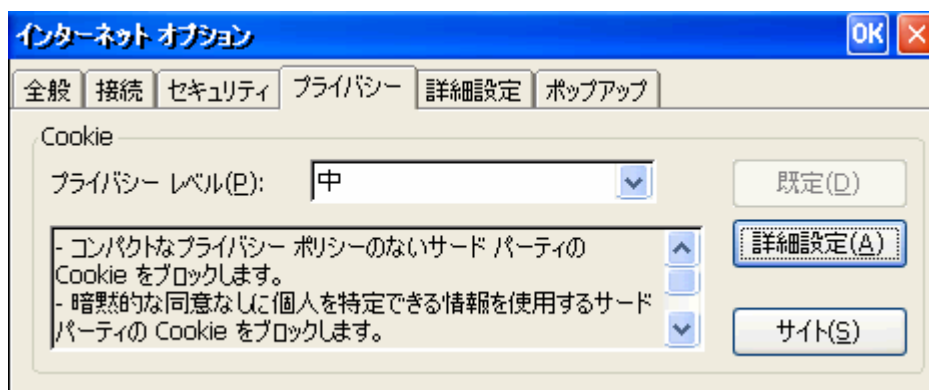 インターネット オプション OK
全般 接続 セキュリティ プライバシー 詳細設定 ポップアップ
Cookie
プライバシー レベル(P): 中 既定(D)
- コンパクトなプライバシー ポリシーのないサード パーティの
Cookie をブロックします。
詳細設定(A)
- 暗黙的な同意なしに個人を特定できる情報を使用するサード
パーティの Cookie をブロックします。
サイト(S)